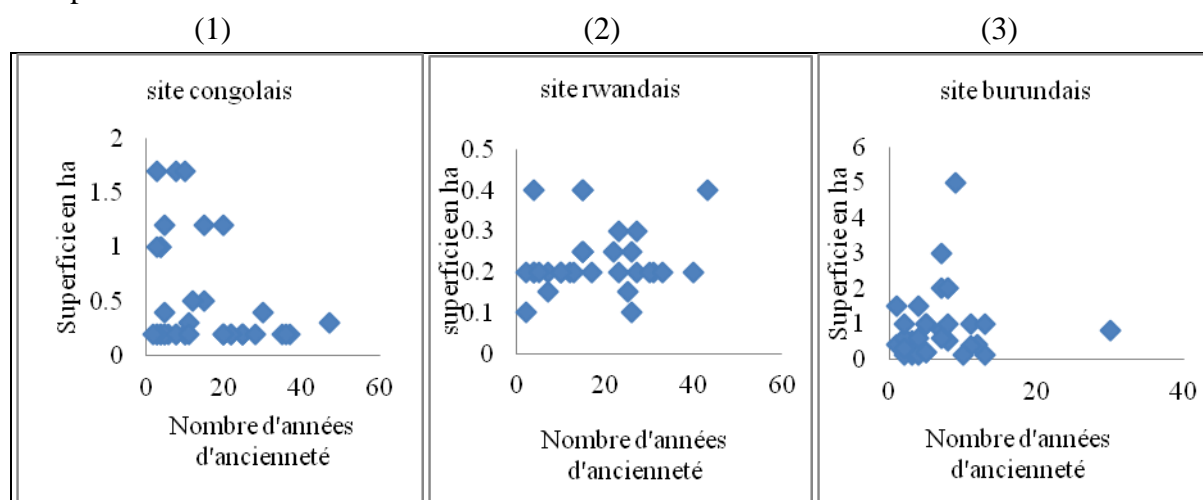 (1) (2) (3)
site congolais
Superficie en ha
2
1.5
1
0.5
0
0 20 40 60
Nombre d'années
d'ancienneté
site rwandais
superficie en ha
0.5
0.4
0.3
0.2
0.1
0
0 20 40 60
Nombre d'années
d'ancienneté
site burundais
Superficie en ha
6
5
4
3
2
1
0
0 20 40
Nombre d'années
d'ancienneté